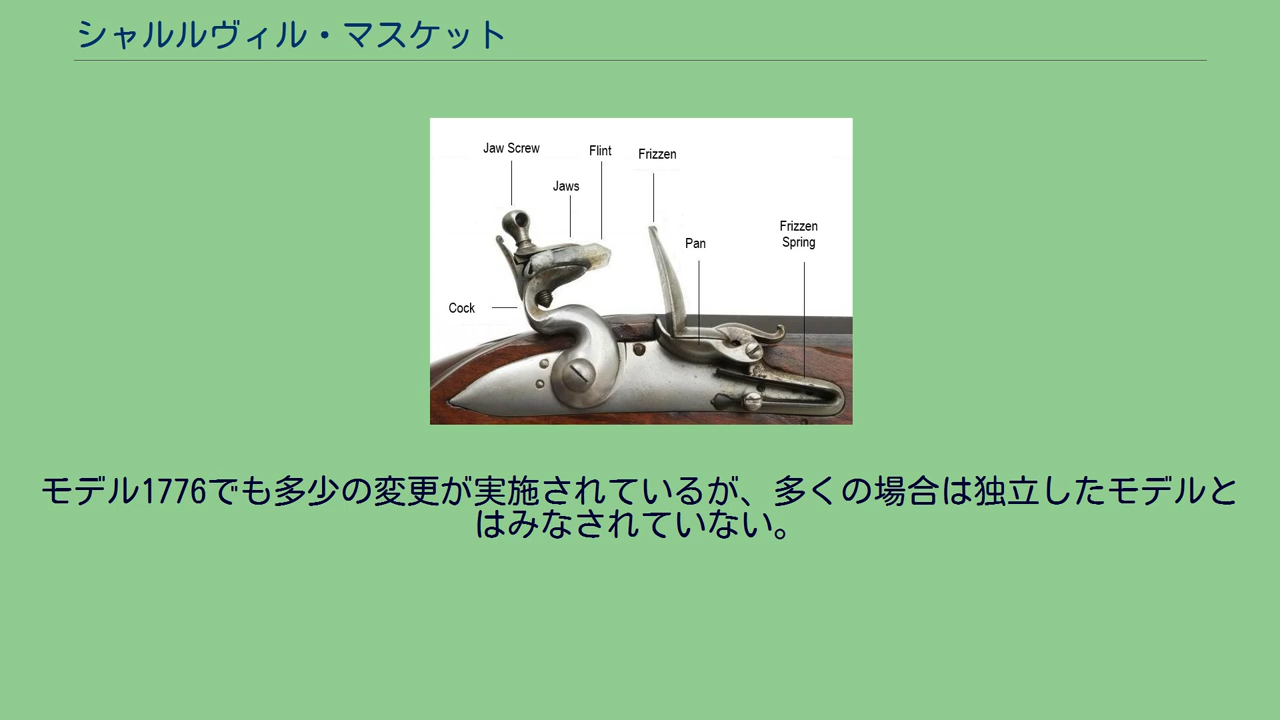 シャルルヴィル・マスケット
Jaw Screw
Flint
Frizzen
Jaws
Frizzen
Spring
Pan
Cock
モデル1776でも多少の変更が実施されているが、多くの場合は独立したモデルと
はみなされていない。